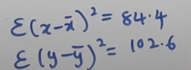 Ɛ(x-x̄)² = 84.4
Ɛ(y-ȳ)² = 102.6